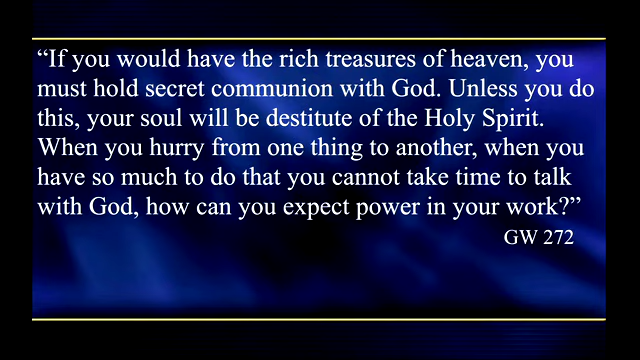 “If you would have the rich treasures of heaven, you
must hold secret communion with God. Unless you do
this, your soul will be destitute of the Holy Spirit.
When you hurry from one thing to another, when you
have so much to do that you cannot take time to talk
with God, how can you expect power in your work?”
GW 272